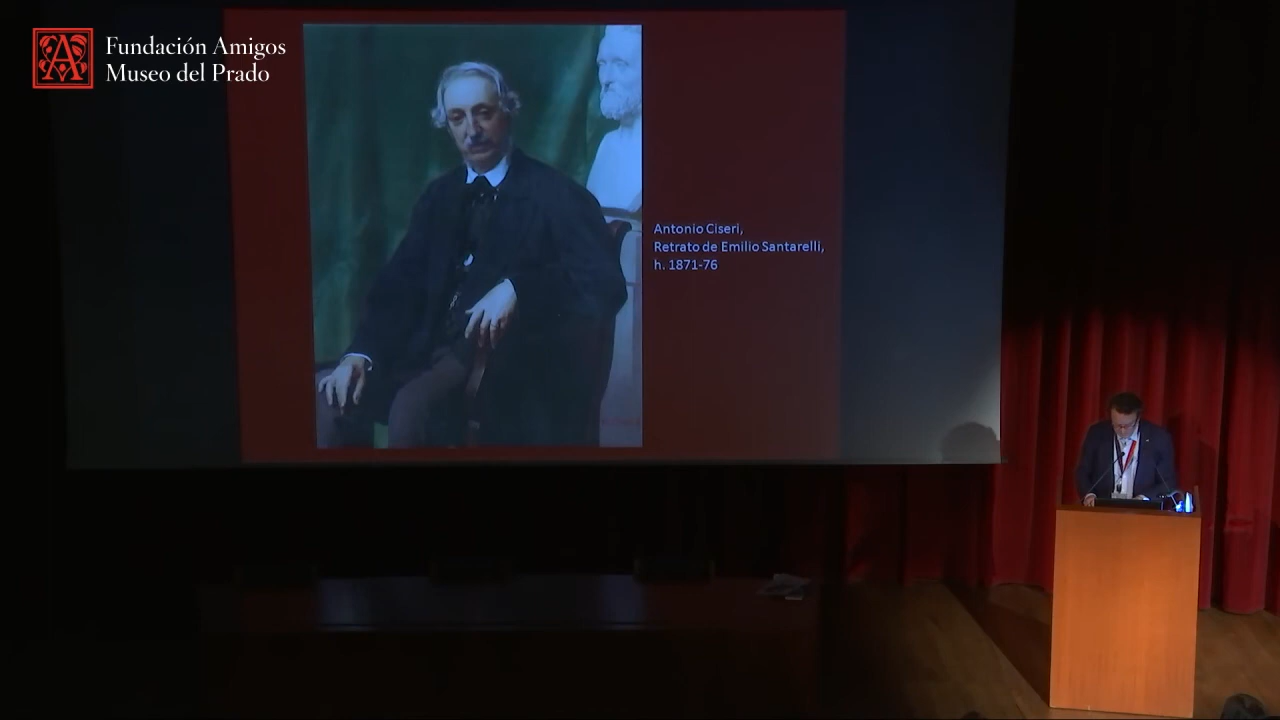 Fundación Amigos
Museo del Prado
Antonio Ciseri,
Retrato de Emilio Santarelli,
h. 1871-76